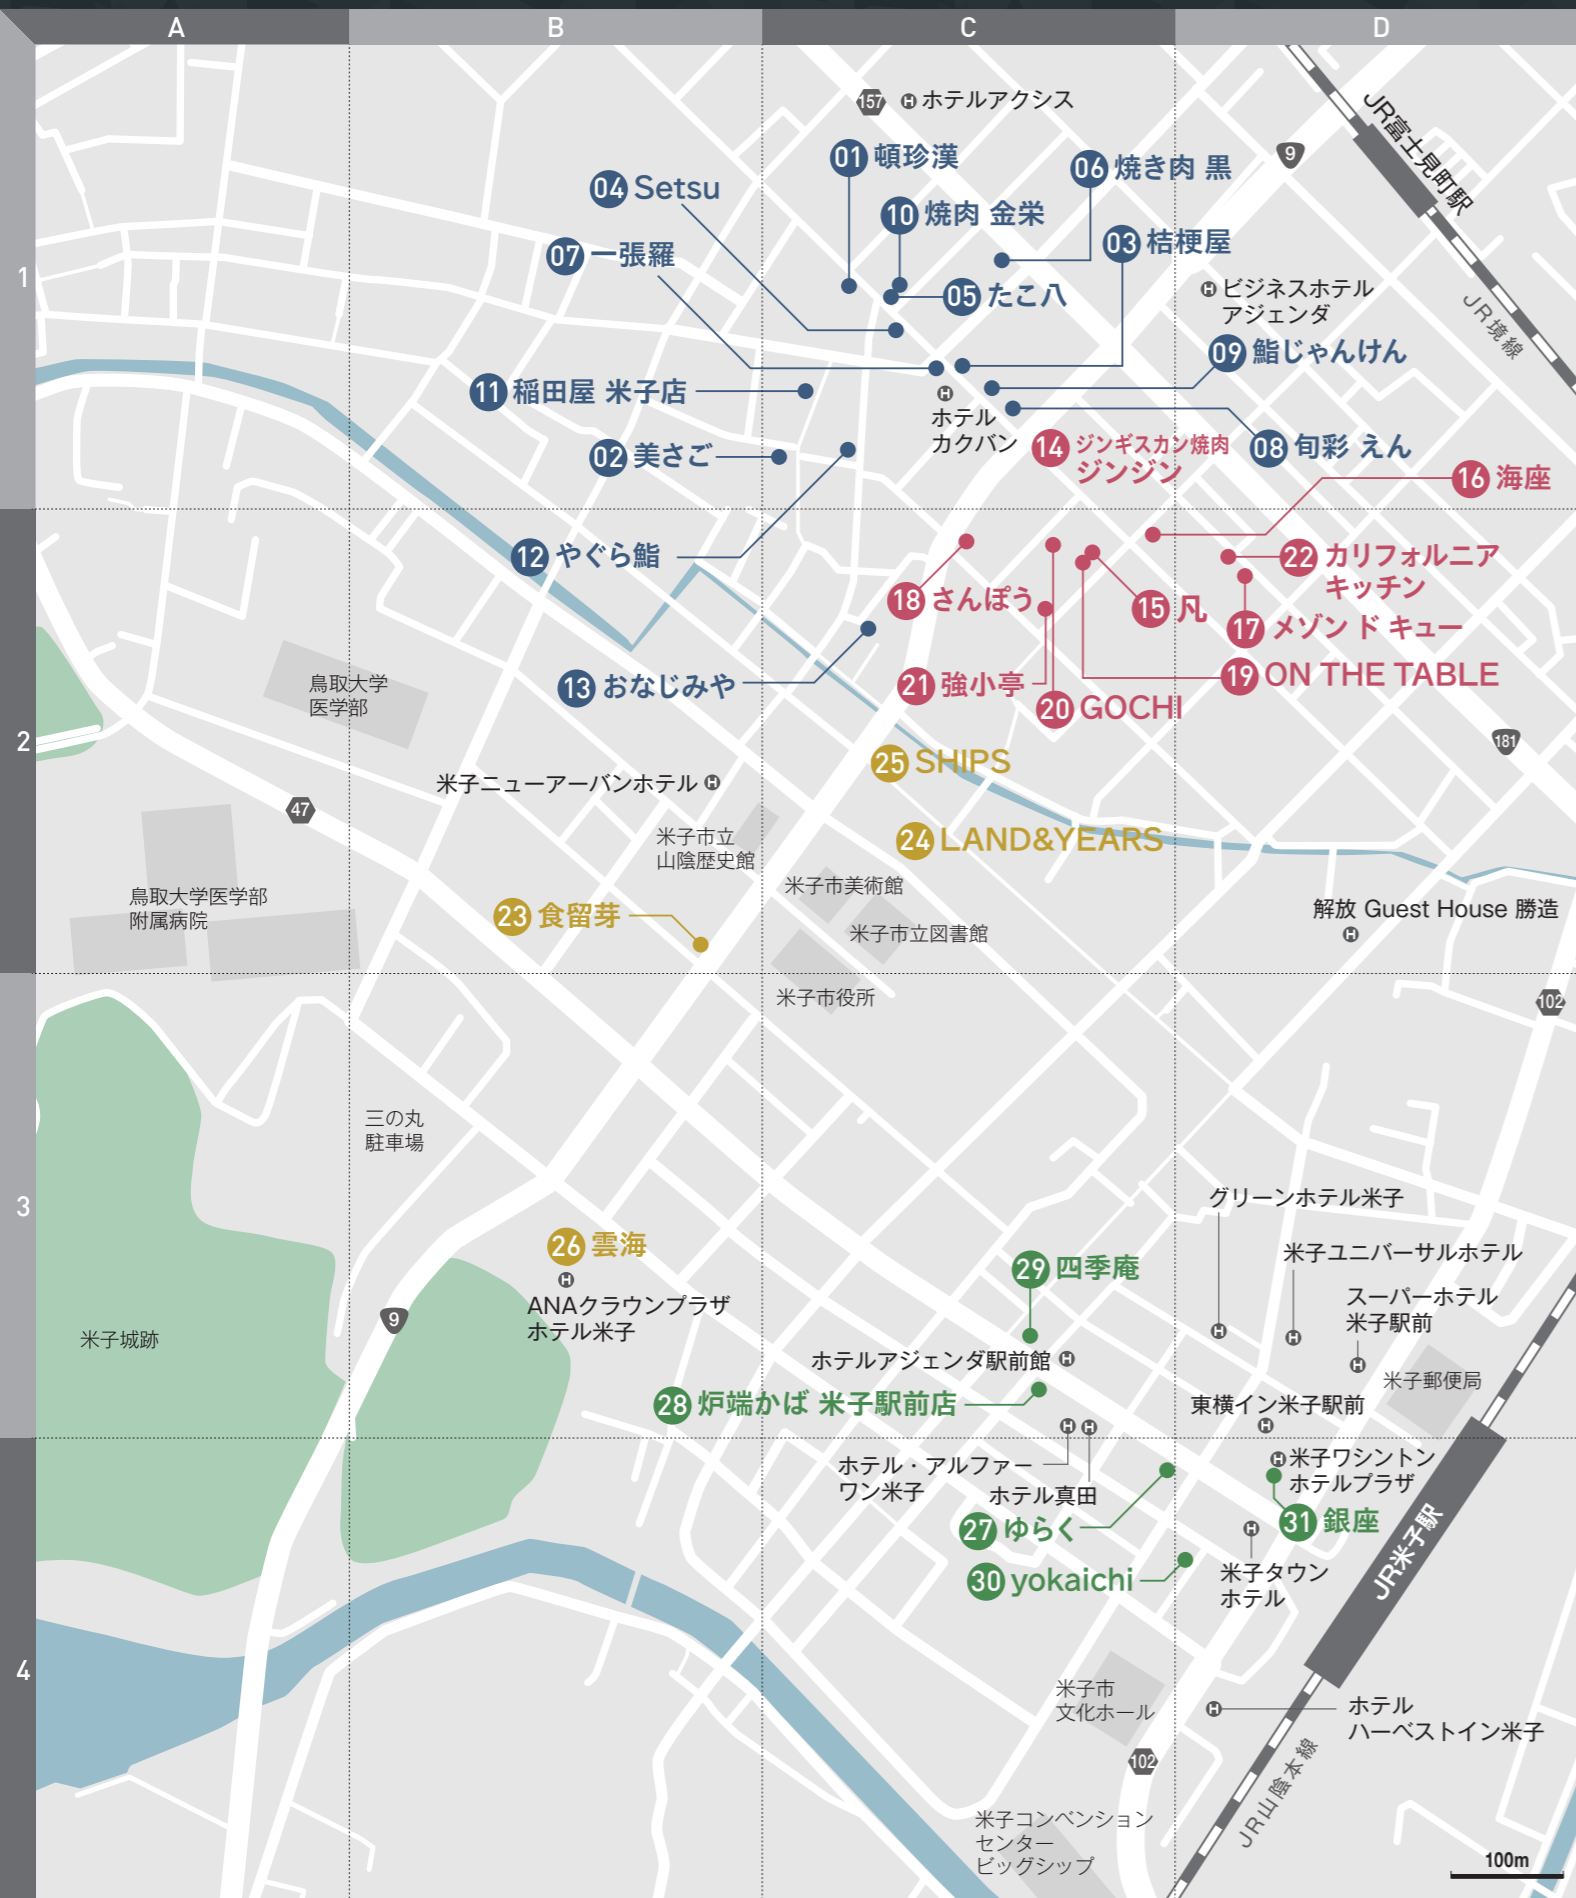 A
B
C
D
1
2
3
4
157
ホテルアクシス
01 頓珍漢
06 焼き肉 黒
9
JR富士見町駅
04 Setsu
10 焼肉 金栄
03 桔梗屋
07 一張羅
05 たこ八
ビジネスホテル
アジェンダ
JR境線
09 鮨じゃんけん
11 稲田屋 米子店
ホテル
カクバン
14 ジンギスカン焼肉
ジンジン
08 旬彩 えん
02 美さご
16 海座
12 やぐら鮨
22 カリフォルニア
キッチン
18 さんぽう
15 凡
17 メゾン ド キュー
13 おなじみや
21 強小亭
19 ON THE TABLE
20 GOCHI
鳥取大学
医学部
181
25 SHIPS
米子ニューアーバンホテル
47
米子市立
山陰歴史館
24 LAND&YEARS
米子市美術館
鳥取大学医学部
附属病院
23 食留芽
米子市立図書館
解放 Guest House 勝造
米子市役所
102
三の丸
駐車場
グリーンホテル米子
26 雲海
ANAクラウンプラザ
ホテル米子
29 四季庵
米子ユニバーサルホテル
スーパーホテル
米子駅前
9
米子城跡
ホテルアジェンダ駅前館
米子郵便局
28 炉端かば 米子駅前店
東横イン米子駅前
ホテル・アルファー
ワン米子
ホテル真田
米子ワシントン
ホテルプラザ
27 ゆらく
31 銀座
JR米子駅
30 yokaichi
米子タウン
ホテル
米子市
文化ホール
ホテル
ハーベストイン米子
102
JR山陰本線
米子コンベンション
センター
ビッグシップ
100m